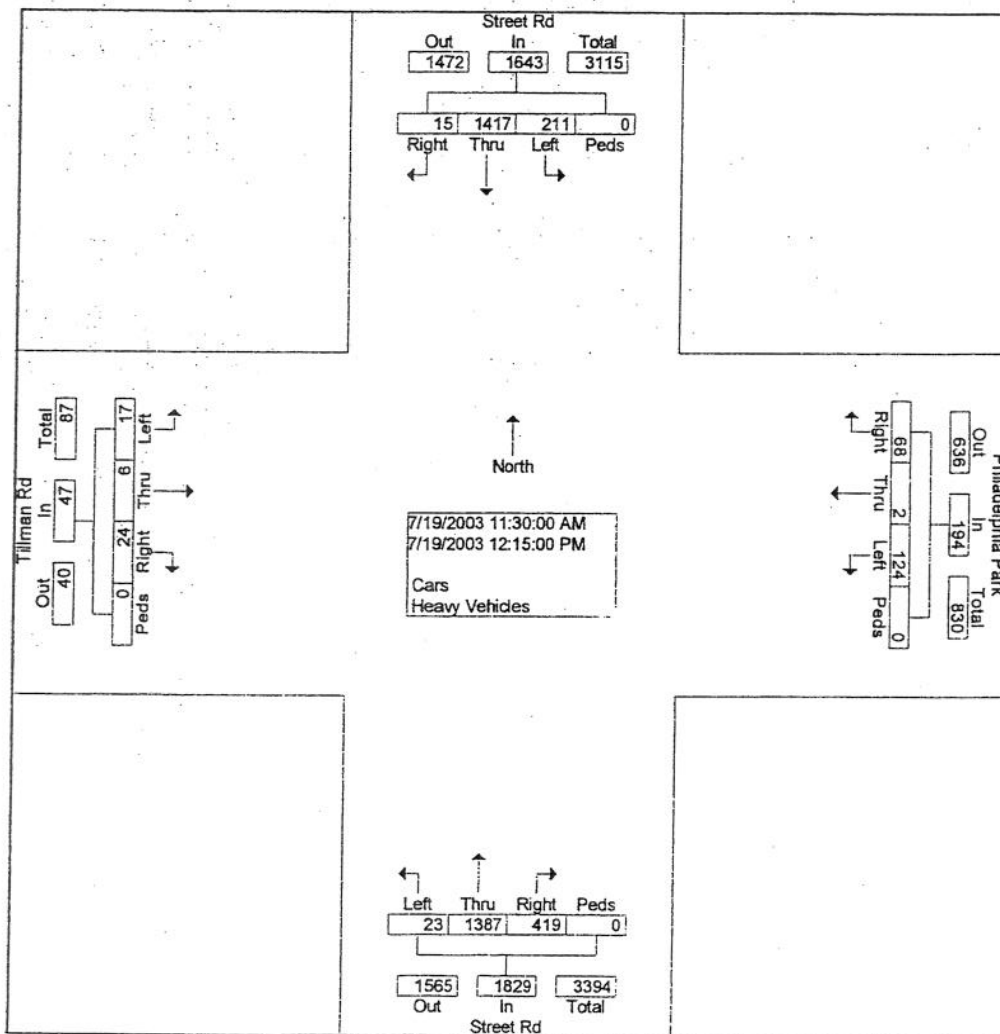 Street Rd
Out In Total
1472 1643 3115
15 1417 211 0
Right Thru Left Peds
Total 87
In 47
Out 40
Left 17
Thru 6
Right 24
Peds 0
Tillman Rd
North
7/19/2003 11:30:00 AM
7/19/2003 12:15:00 PM
Cars
Heavy Vehicles
Right 68
Thru 2
Left 124
Peds 0
Out 636
In 194
Total 830
Philadelphia Park
Left Thru Right Peds
23 1387 419 0
1565 1829 3394
Out In Total
Street Rd